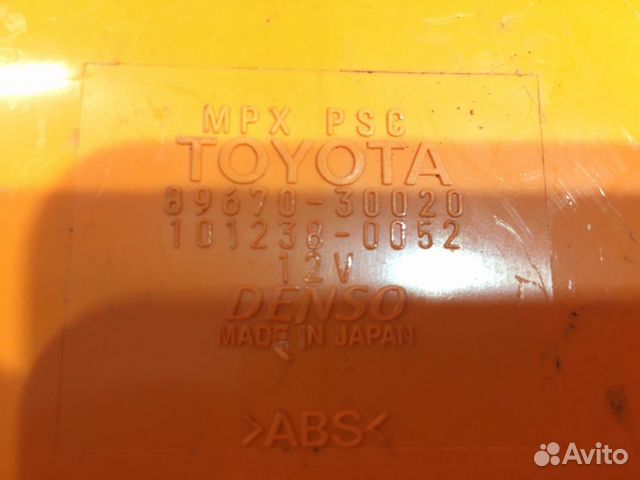 MPX PSC
TOYOTA
89670-30020
101238-0052
12V
DENSO
MADE IN JAPAN
>ABS<
Avito